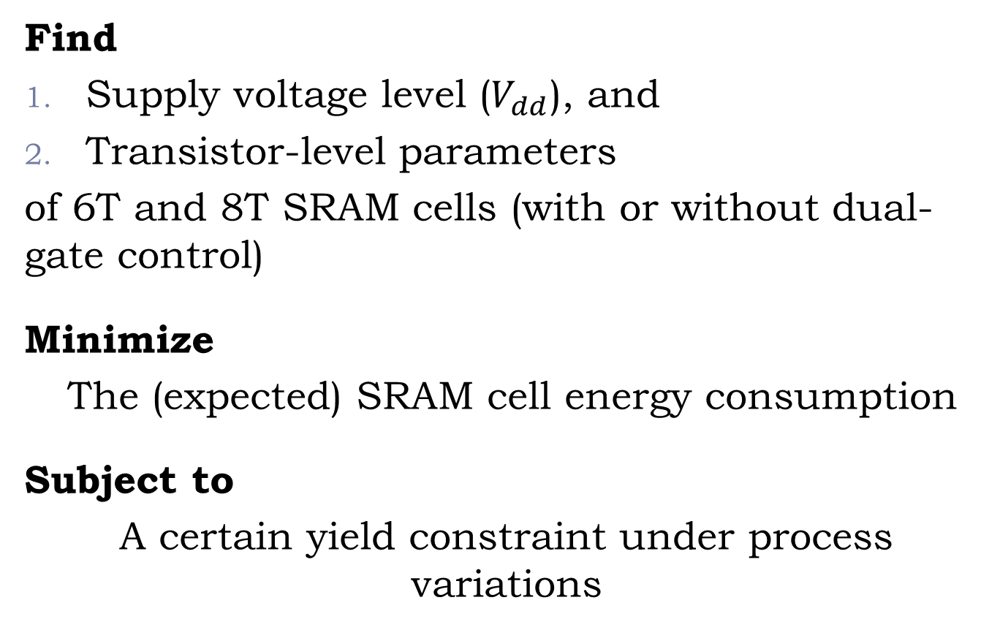 Find
1. Supply voltage level (V_{dd}), and
2. Transistor-level parameters
of 6T and 8T SRAM cells (with or without dual-
gate control)
Minimize
The (expected) SRAM cell energy consumption
Subject to
A certain yield constraint under process
variations